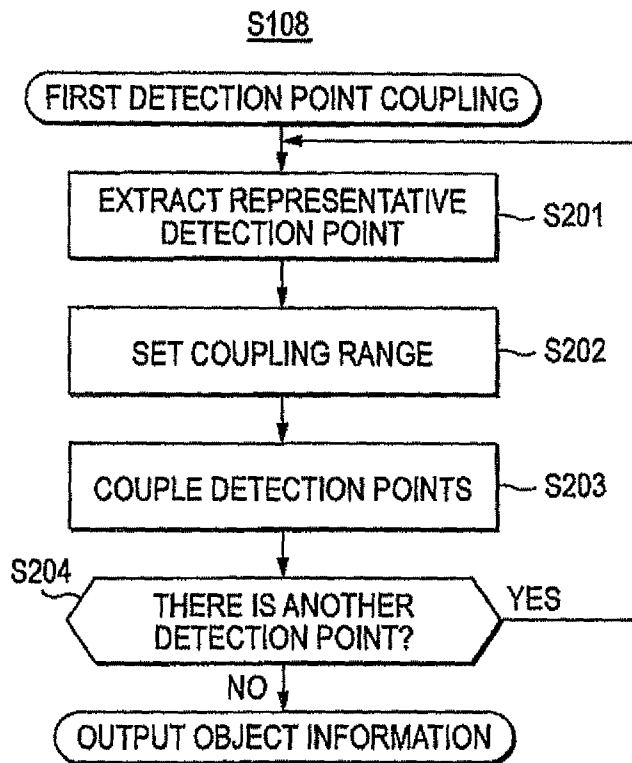 S108
FIRST DETECTION POINT COUPLING
EXTRACT REPRESENTATIVE
DETECTION POINT
S201
SET COUPLING RANGE
S202
COUPLE DETECTION POINTS
S203
S204
THERE IS ANOTHER
DETECTION POINT?
YES
NO
OUTPUT OBJECT INFORMATION